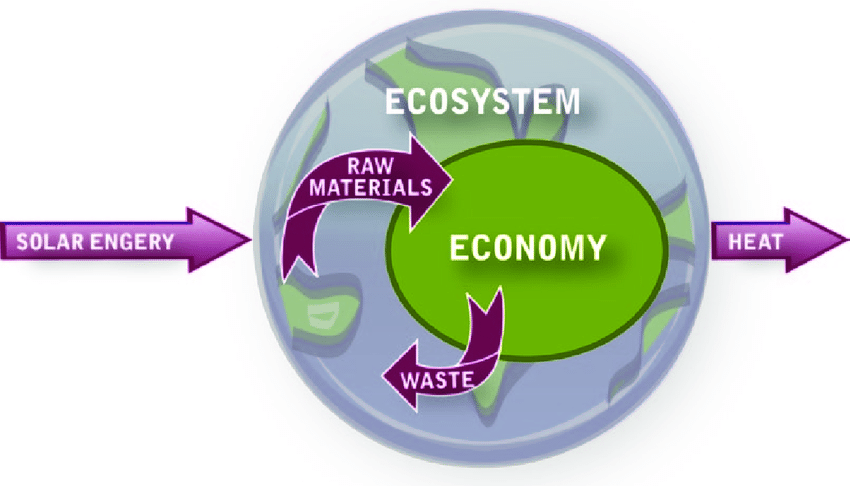 ECOSYSTEM
RAW
MATERIALS
SOLAR ENGERY
ECONOMY
HEAT
WASTE